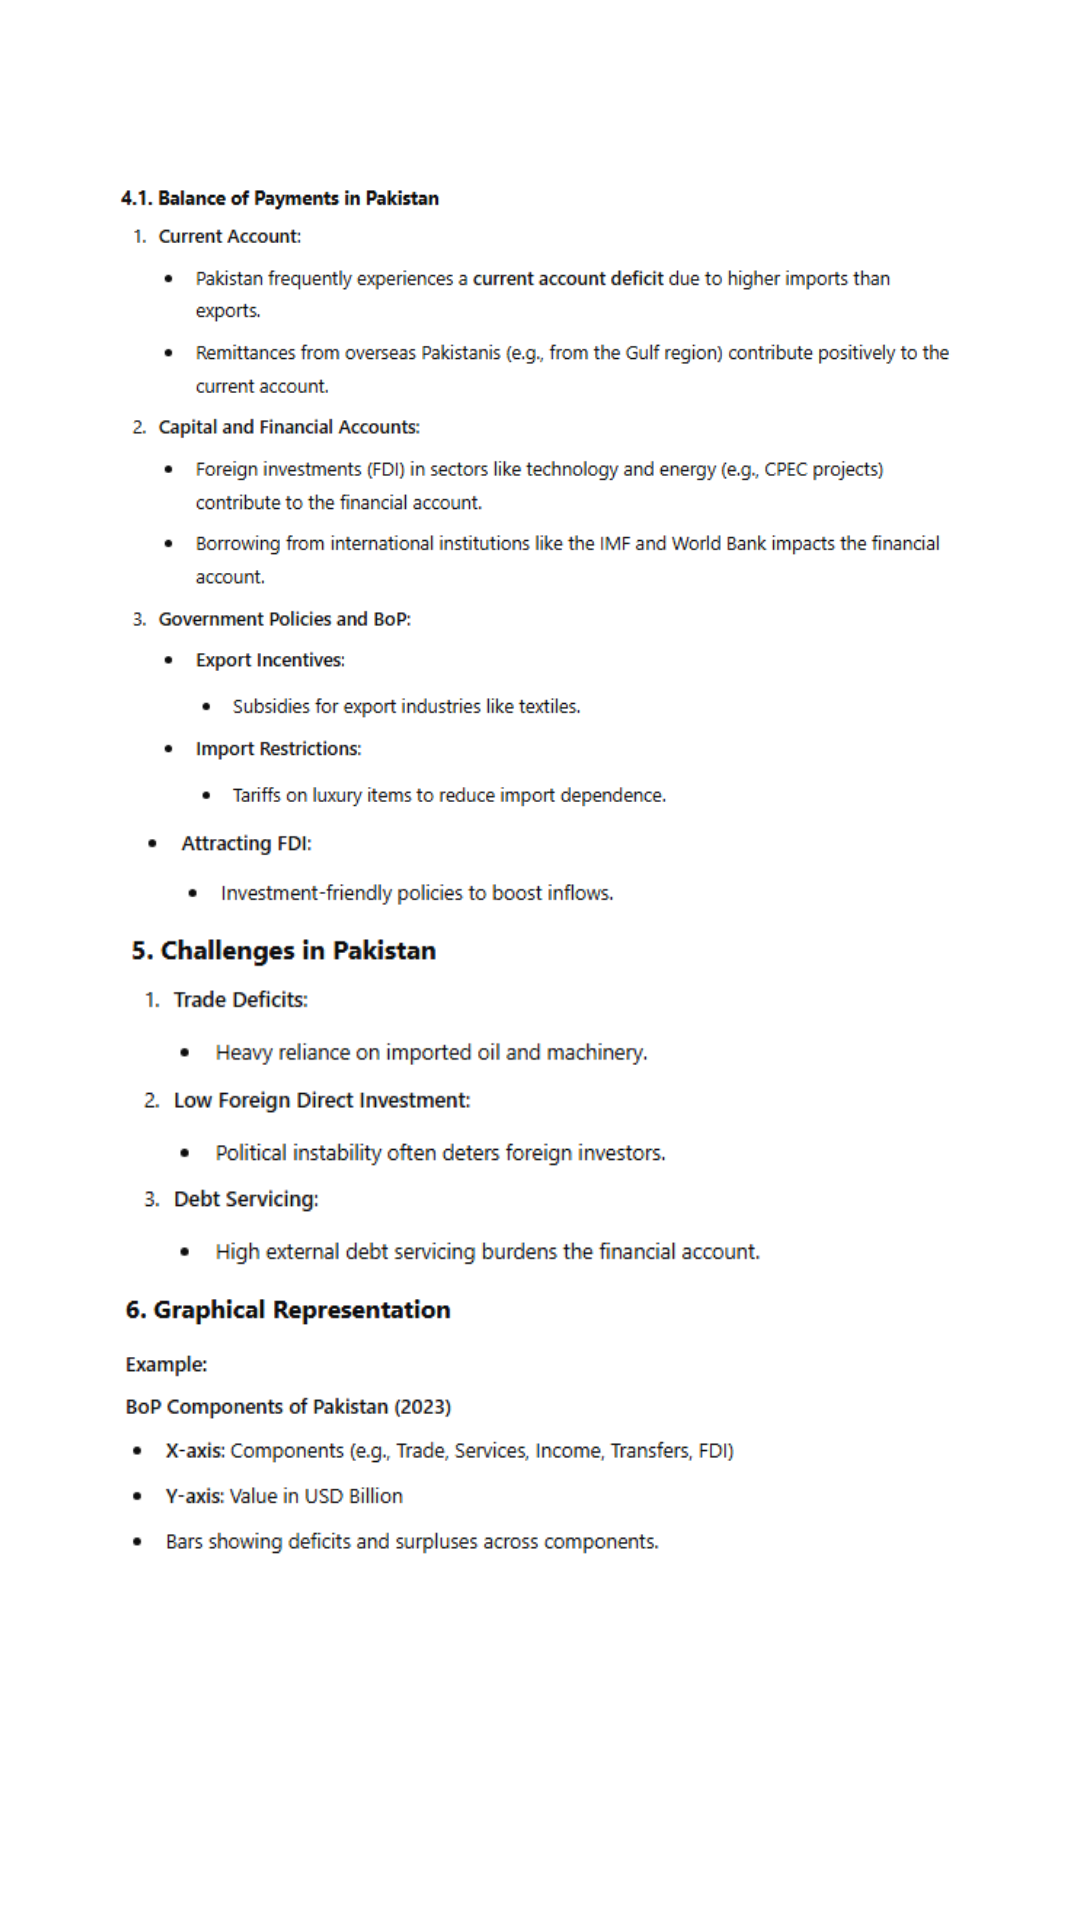 4.1. Balance of Payments in Pakistan
1. Current Account:
• Pakistan frequently experiences a current account deficit due to higher imports than
exports.
• Remittances from overseas Pakistanis (e.g., from the Gulf region) contribute positively to the
current account.
2. Capital and Financial Accounts:
• Foreign investments (FDI) in sectors like technology and energy (e.g., CPEC projects)
contribute to the financial account.
• Borrowing from international institutions like the IMF and World Bank impacts the financial
account.
3. Government Policies and BoP:
• Export Incentives:
• Subsidies for export industries like textiles.
• Import Restrictions:
• Tariffs on luxury items to reduce import dependence.
• Attracting FDI:
• Investment-friendly policies to boost inflows.
5. Challenges in Pakistan
1. Trade Deficits:
• Heavy reliance on imported oil and machinery.
2. Low Foreign Direct Investment:
• Political instability often deters foreign investors.
3. Debt Servicing:
• High external debt servicing burdens the financial account.
6. Graphical Representation
Example:
BoP Components of Pakistan (2023)
• X-axis: Components (e.g., Trade, Services, Income, Transfers, FDI)
• Y-axis: Value in USD Billion
• Bars showing deficits and surpluses across components.